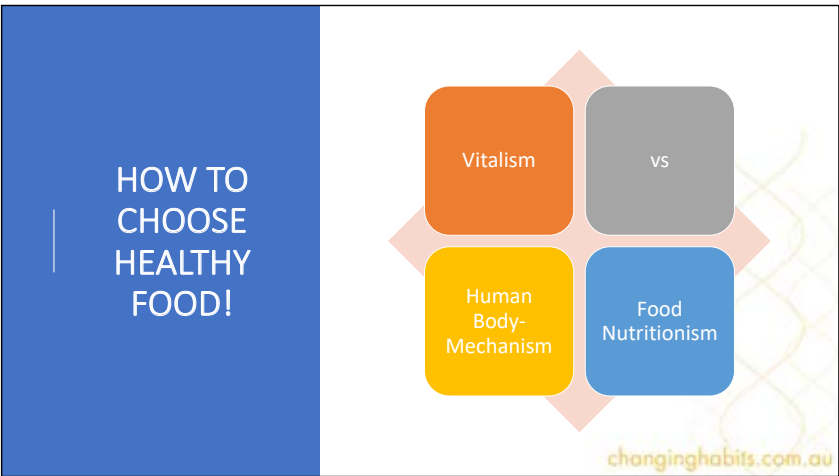 HOW TO
CHOOSE
HEALTHY
FOOD!
Vitalism
vs
Human
Body-
Mechanism
Food
Nutritionism
changinghabits.com.au